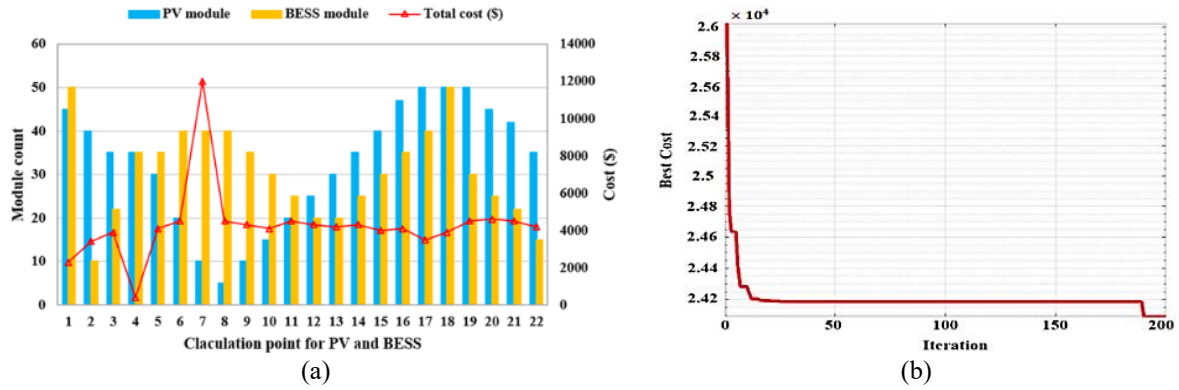 PV module BESS module Total cost ($)
60 14000
50 12000
40 10000
30 8000
20 6000
10 4000
0 2000
0
Module count
Cost ($)
1 2 3 4 5 6 7 8 9 10 11 12 13 14 15 16 17 18 19 20 21 22
Claculation point for PV and BESS
(a)
× 10⁴
2.6
2.58
2.56
2.54
2.52
2.5
2.48
2.46
2.44
2.42
Best Cost
0 50 100 150 200
Iteration
(b)